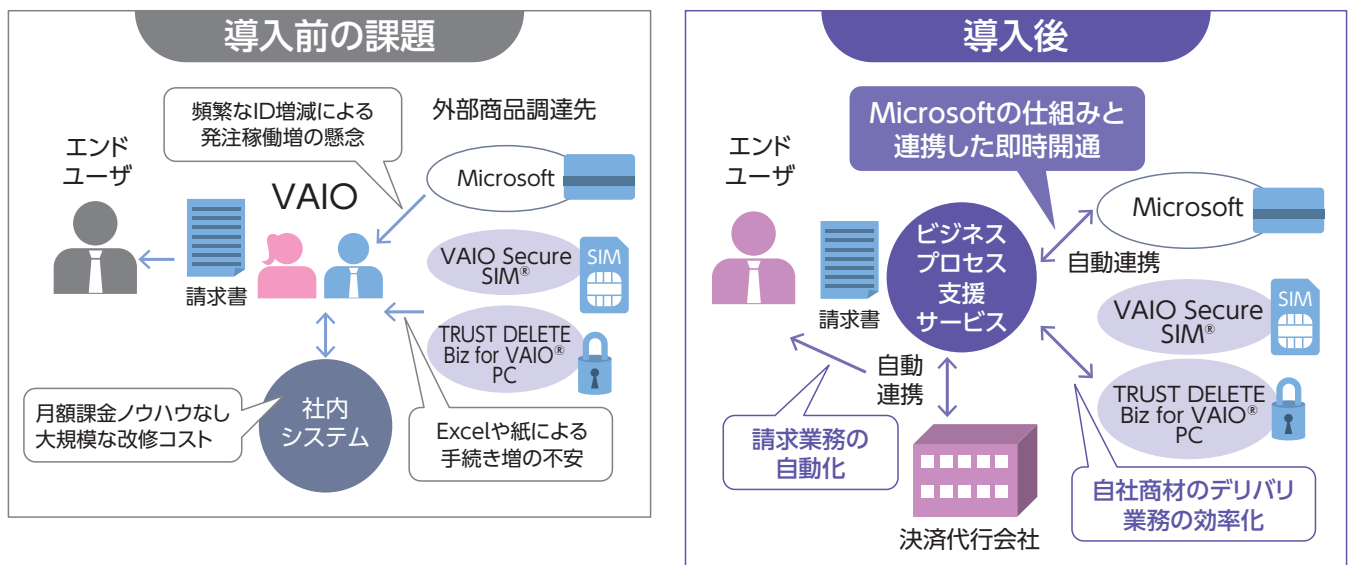 導入前の課題
頻繁なID増減による
発注稼働増の懸念
外部商品調達先
エンド
ユーザ
VAIO
Microsoft
請求書
VAIO Secure
SIM®
SIM
TRUST DELETE
Biz for VAIO®
PC
月額課金ノウハウなし
大規模な改修コスト
社内
システム
Excelや紙による
手続き増の不安
導入後
Microsoftの仕組みと
連携した即時開通
エンド
ユーザ
Microsoft
ビジネス
プロセス
支援
サービス
自動連携
請求書
VAIO Secure
SIM®
SIM
自動
連携
TRUST DELETE
Biz for VAIO®
PC
請求業務の
自動化
自社商材のデリバリ
業務の効率化
決済代行会社